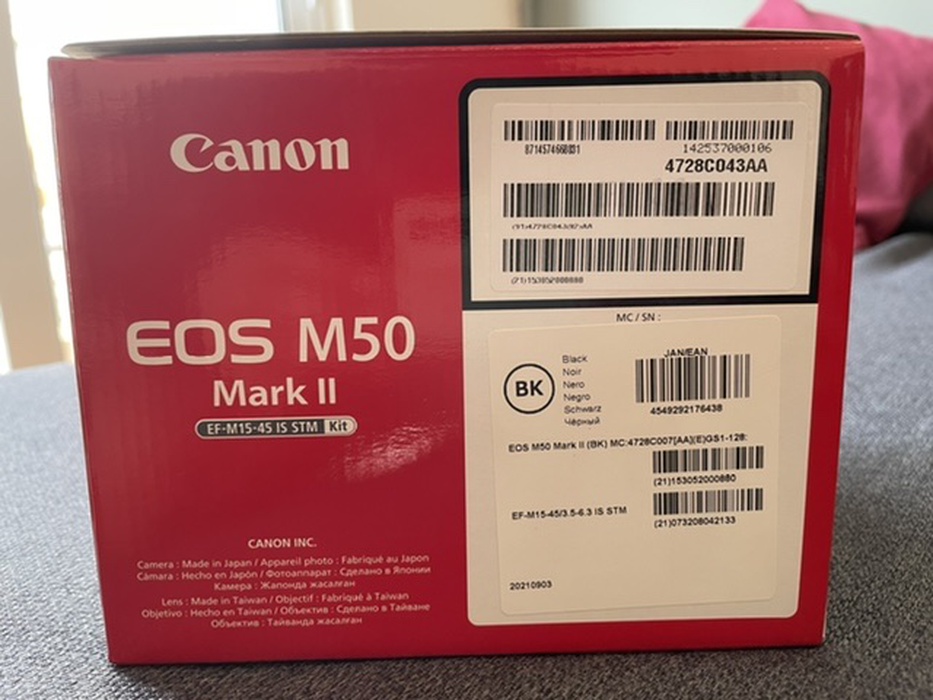 Canon
EOS M50
Mark II
EF-M15-45 IS STM Kit
CANON INC.
Camera : Made in Japan / Appareil photo : Fabriqué au Japon
Cámara : Hecho en Japón / Фотоаппарат : Сделано в Японии
Камера : Жапонда жасалған
Lens : Made in Taiwan / Objectif : Fabriqué à Taiwan
Objetivo : Hecho en Taiwan / Объектив : Сделано в Тайване
Объектив : Тайванда жасалған
8714574668831
142537000106
4728C043AA
(21)153052000880
MC / SN :
BK
Black
Noir
Nero
Negro
Schwarz
Чёрный
JAN/EAN
4549292176438
EOS M50 Mark II (BK) MC:4728C007[AA](E)GS1-128:
(21)153052000880
EF-M15-45/3.5-6.3 IS STM
(21)073208042133
20210903